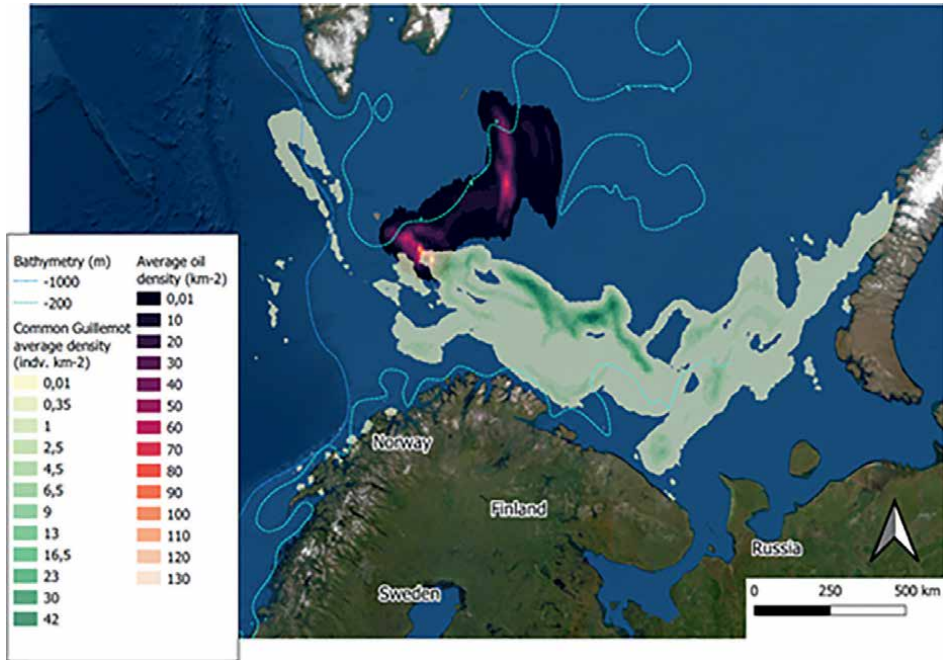 Bathymetry (m)
-1000
-200
Common Guillemot
average density
(indv. km-2)
0,01
0,35
1
2,5
4,5
6,5
9
13
16,5
23
30
42
Average oil
density (km-2)
0,01
10
20
30
40
50
60
70
80
90
100
110
120
130
Norway
Finland
Sweden
Russia
0 250 500 km